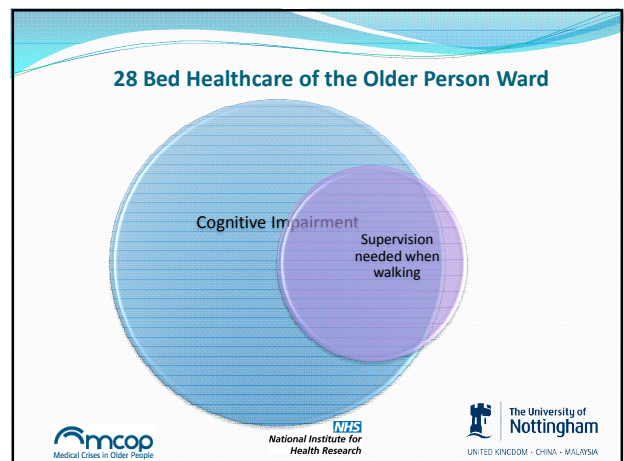 28 Bed Healthcare of the Older Person Ward
Cognitive Impairment
Supervision
needed when
walking
mcop
Medical Crises in Older People
NHS
National Institute for
Health Research
The University of
Nottingham
UNITED KINGDOM · CHINA · MALAYSIA